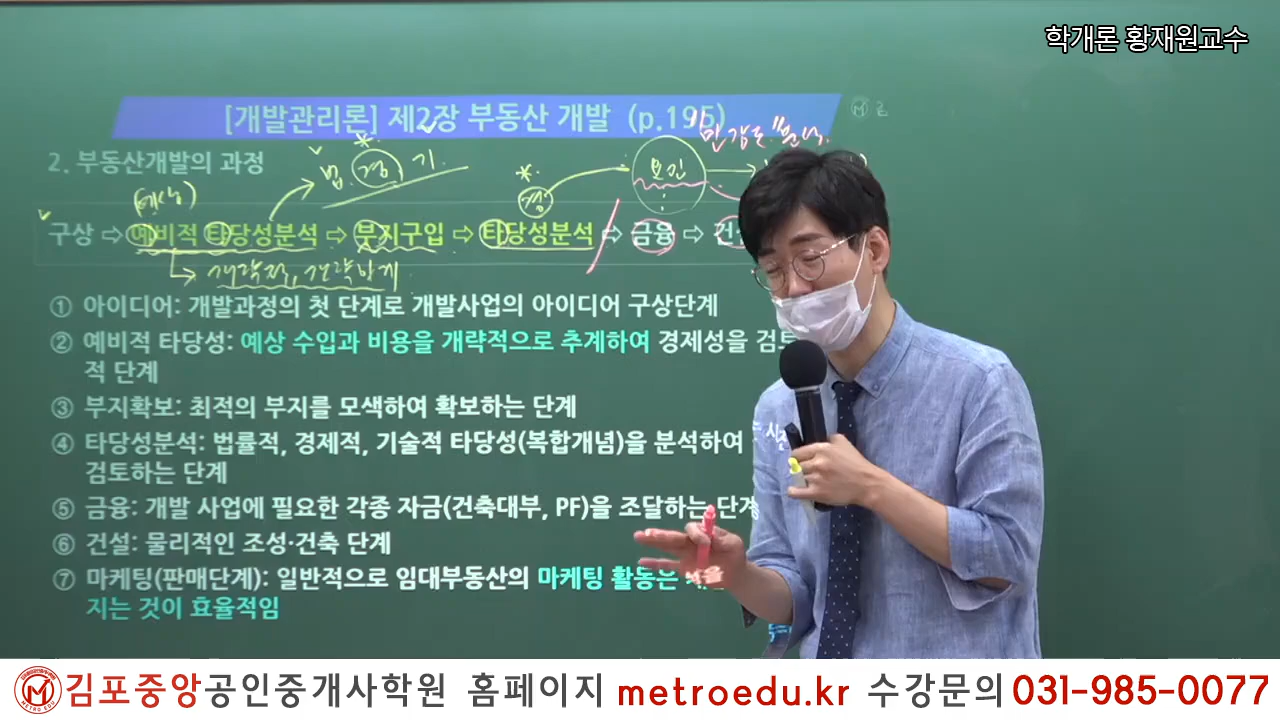 학개론 황재원교수
[개발관리론] 제2장 부동산 개발 (p.195)
"민감도"
2. 부동산개발의 과정
법. 경. 기.
요인
(예상)
경
구상 ⇨ 예비적 타당성분석 ⇨ 부지구입 ⇨ 타당성분석 ⇨ 금융 ⇨
개략적, 간략하게
① 아이디어: 개발과정의 첫 단계로 개발사업의 아이디어 구상단계
② 예비적 타당성: 예상 수입과 비용을 개략적으로 추계하여 경제성을
적 단계
③ 부지확보: 최적의 부지를 모색하여 확보하는 단계
④ 타당성분석: 법률적, 경제적, 기술적 타당성(복합개념)을 분석하여
검토하는 단계
⑤ 금융: 개발 사업에 필요한 각종 자금(건축대부, PF)을 조달하는 단계
⑥ 건설: 물리적인 조성·건축 단계
⑦ 마케팅(판매단계): 일반적으로 임대부동산의 마케팅 활동은
지는 것이 효율적임
METRO EDU 김포중앙공인중개사학원 홈페이지 metroedu.kr 수강문의 031-985-0077